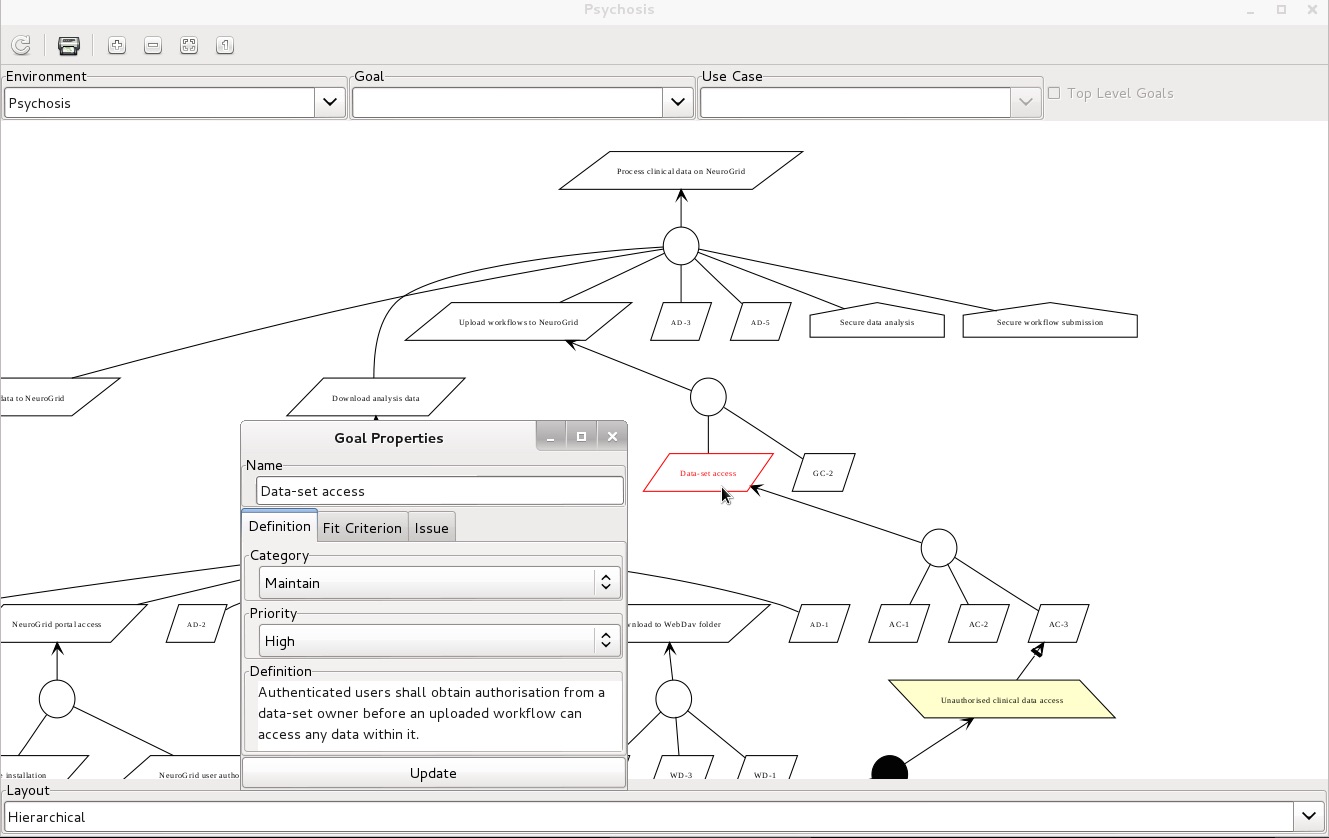 Psychosis
1
Environment
Goal
Use Case
Psychosis
Top Level Goals
Process clinical data on NeuroGrid
Upload workflows to NeuroGrid
AD-3
AD-5
Secure data analysis
Secure workflow submission
data to NeuroGrid
Download analysis data
Data-set access
GC-2
Goal Properties
Name
Data-set access
Definition
Fit Criterion
Issue
Category
Maintain
Priority
High
Definition
Authenticated users shall obtain authorisation from a
data-set owner before an uploaded workflow can
access any data within it.
Update
NeuroGrid portal access
AD-2
wnload to WebDav folder
AD-1
AC-1
AC-2
AC-3
Unauthorised clinical data access
installation
NeuroGrid user autho
WD-3
WD-1
Layout
Hierarchical